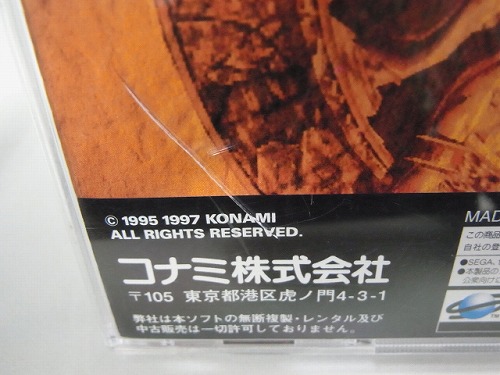 © 1995 1997 KONAMI
ALL RIGHTS RESERVED.
コナミ株式会社
〒105 東京都港区虎ノ門4-3-1
弊社は本ソフトの無断複製・レンタル及び
中古販売は一切許可しておりません。
MAD
この商品
自社の登
●SEGA,
●本製品の
公衆向け